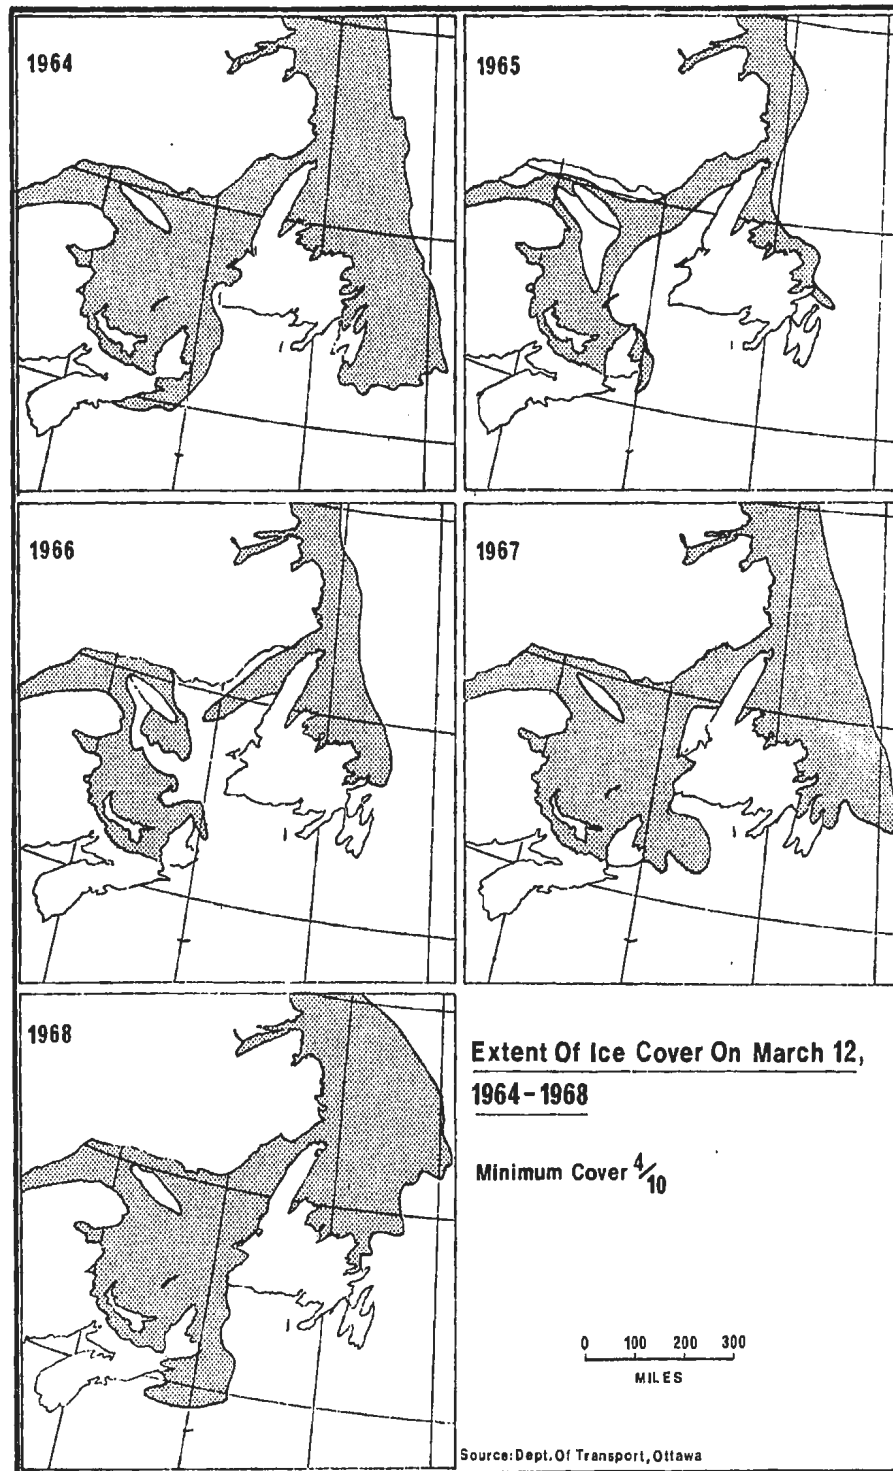 1964
1965
1966
1967
1968
Extent Of Ice Cover On March 12,
1964-1968
Minimum Cover 4/10
0 100 200 300
MILES
Source: Dept. Of Transport, Ottawa